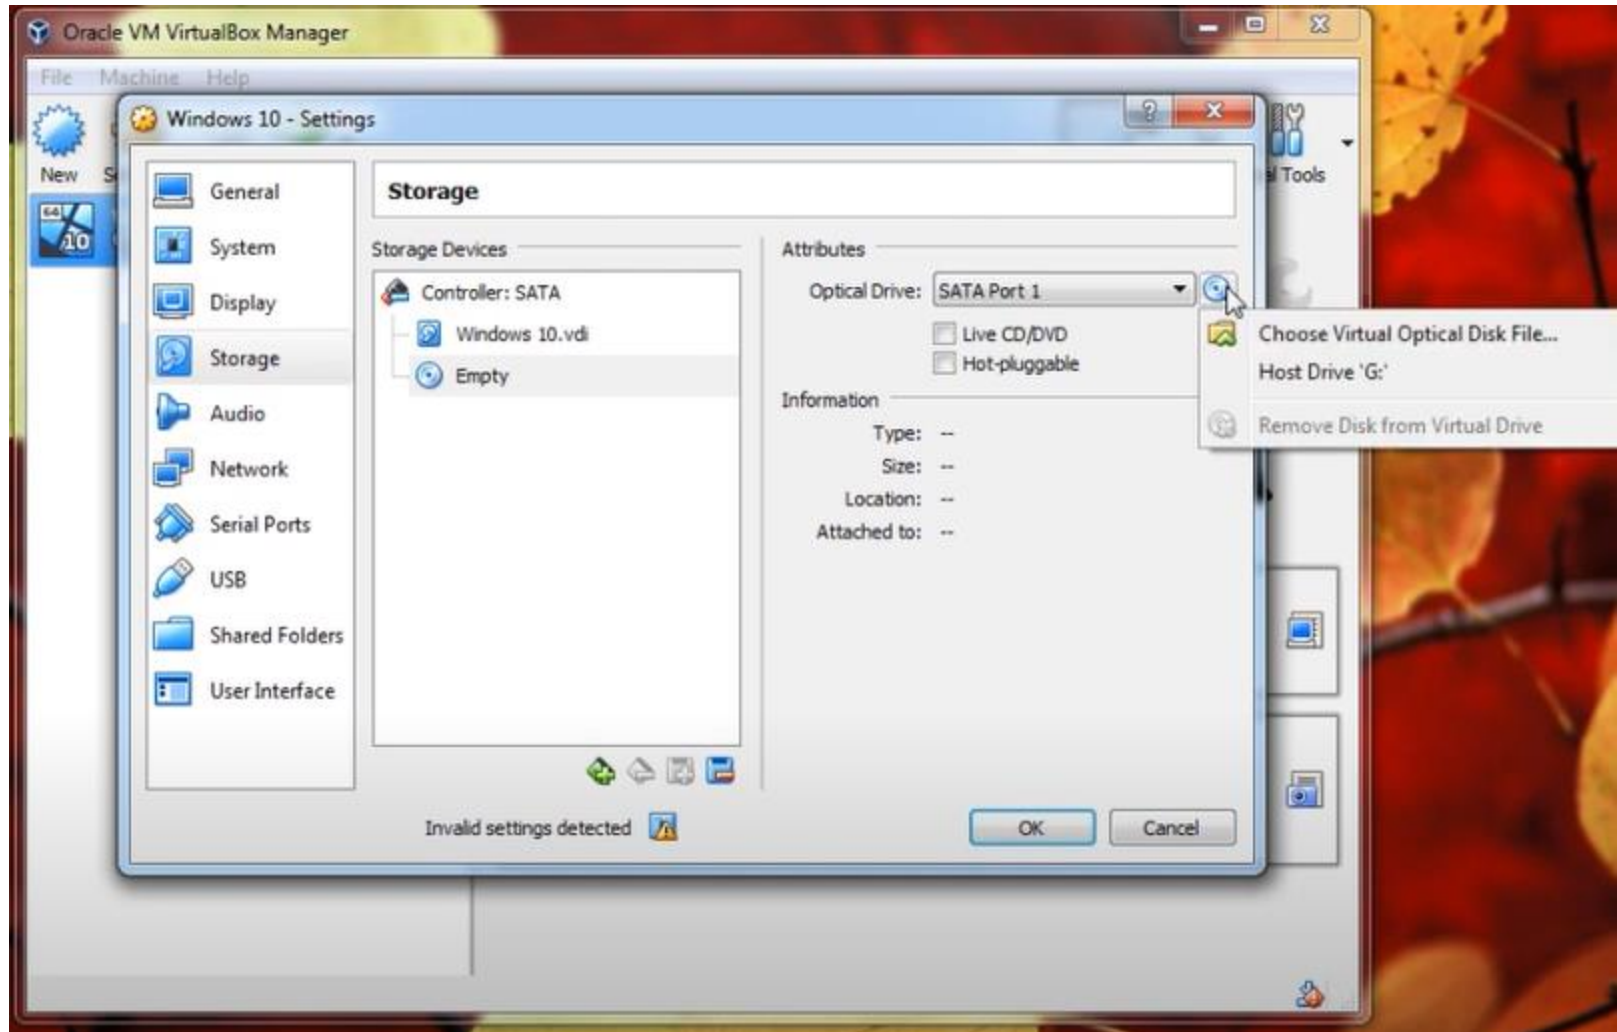 Oracle VM VirtualBox Manager
File Machine Help
Windows 10 - Settings
New
Tools
64
10
General
System
Display
Storage
Audio
Network
Serial Ports
USB
Shared Folders
User Interface
Storage
Storage Devices
Controller: SATA
Windows 10.vdi
Empty
Attributes
Optical Drive: SATA Port 1
Live CD/DVD
Hot-pluggable
Information
Type: --
Size: --
Location: --
Attached to: --
Choose Virtual Optical Disk File...
Host Drive 'G:'
Remove Disk from Virtual Drive
Invalid settings detected
OK
Cancel